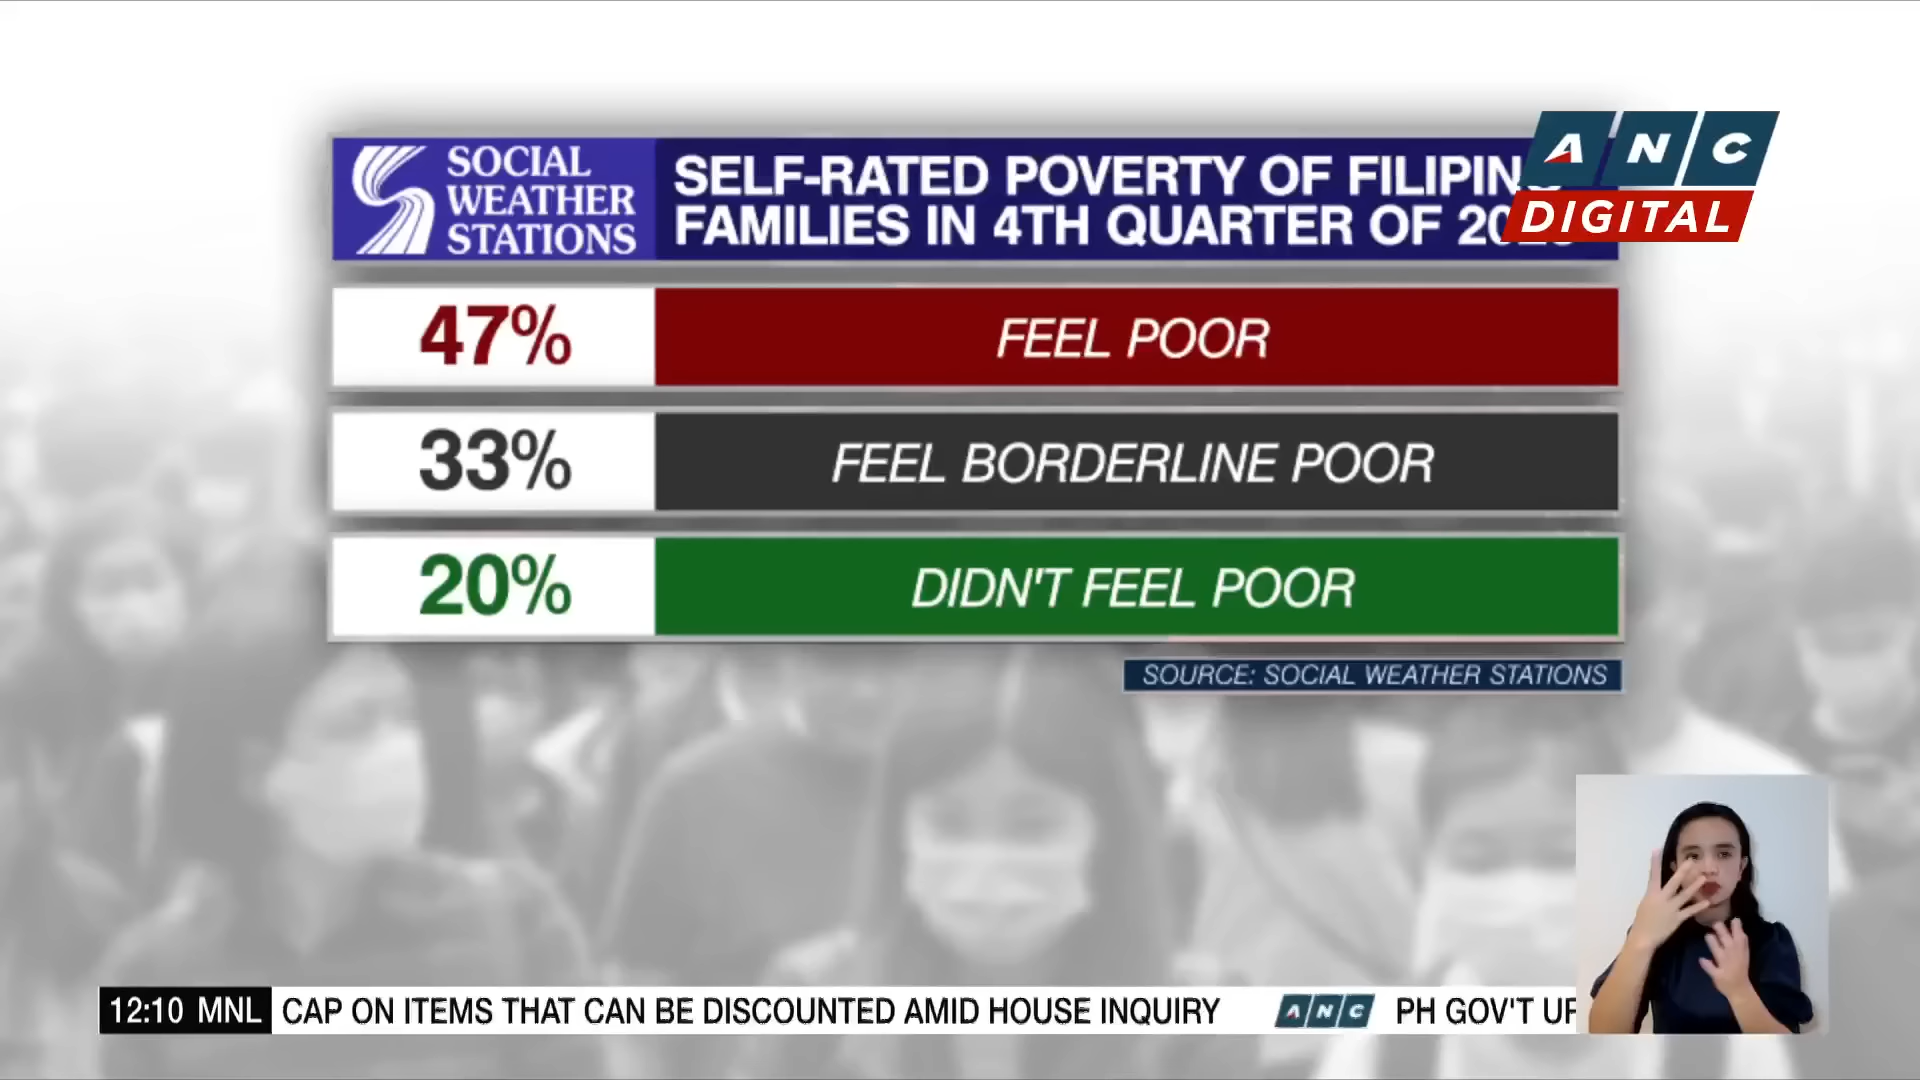 SOCIAL
WEATHER
STATIONS
SELF-RATED POVERTY OF
FAMILIES IN 4TH QUARTER OF
ANC
DIGITAL
47% FEEL POOR
33% FEEL BORDERLINE POOR
20% DIDN'T FEEL POOR
SOURCE: SOCIAL WEATHER STATIONS
12:10 MNL CAP ON ITEMS THAT CAN BE DISCOUNTED AMID HOUSE INQUIRY ANC PH GOV'T